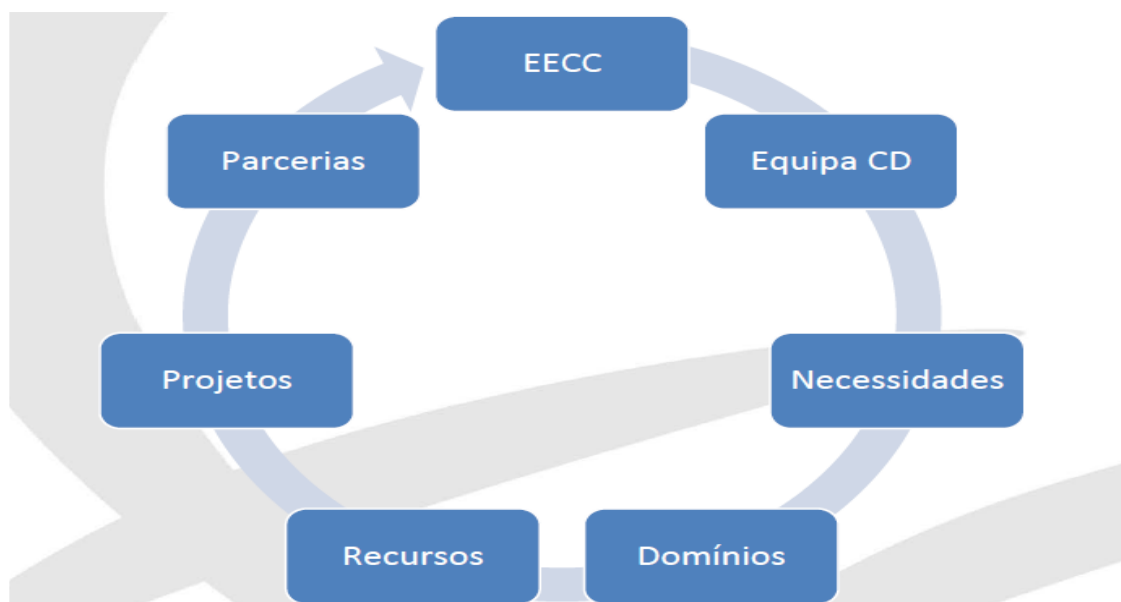 EECC
Equipa CD
Necessidades
Domínios
Recursos
Projetos
Parcerias